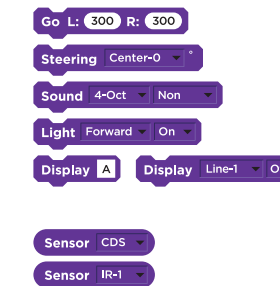 Go L: 300 R: 300
Steering Center-0 °
Sound 4-Oct Non
Light Forward On
Display A Display Line-1
Sensor CDS
Sensor IR-1